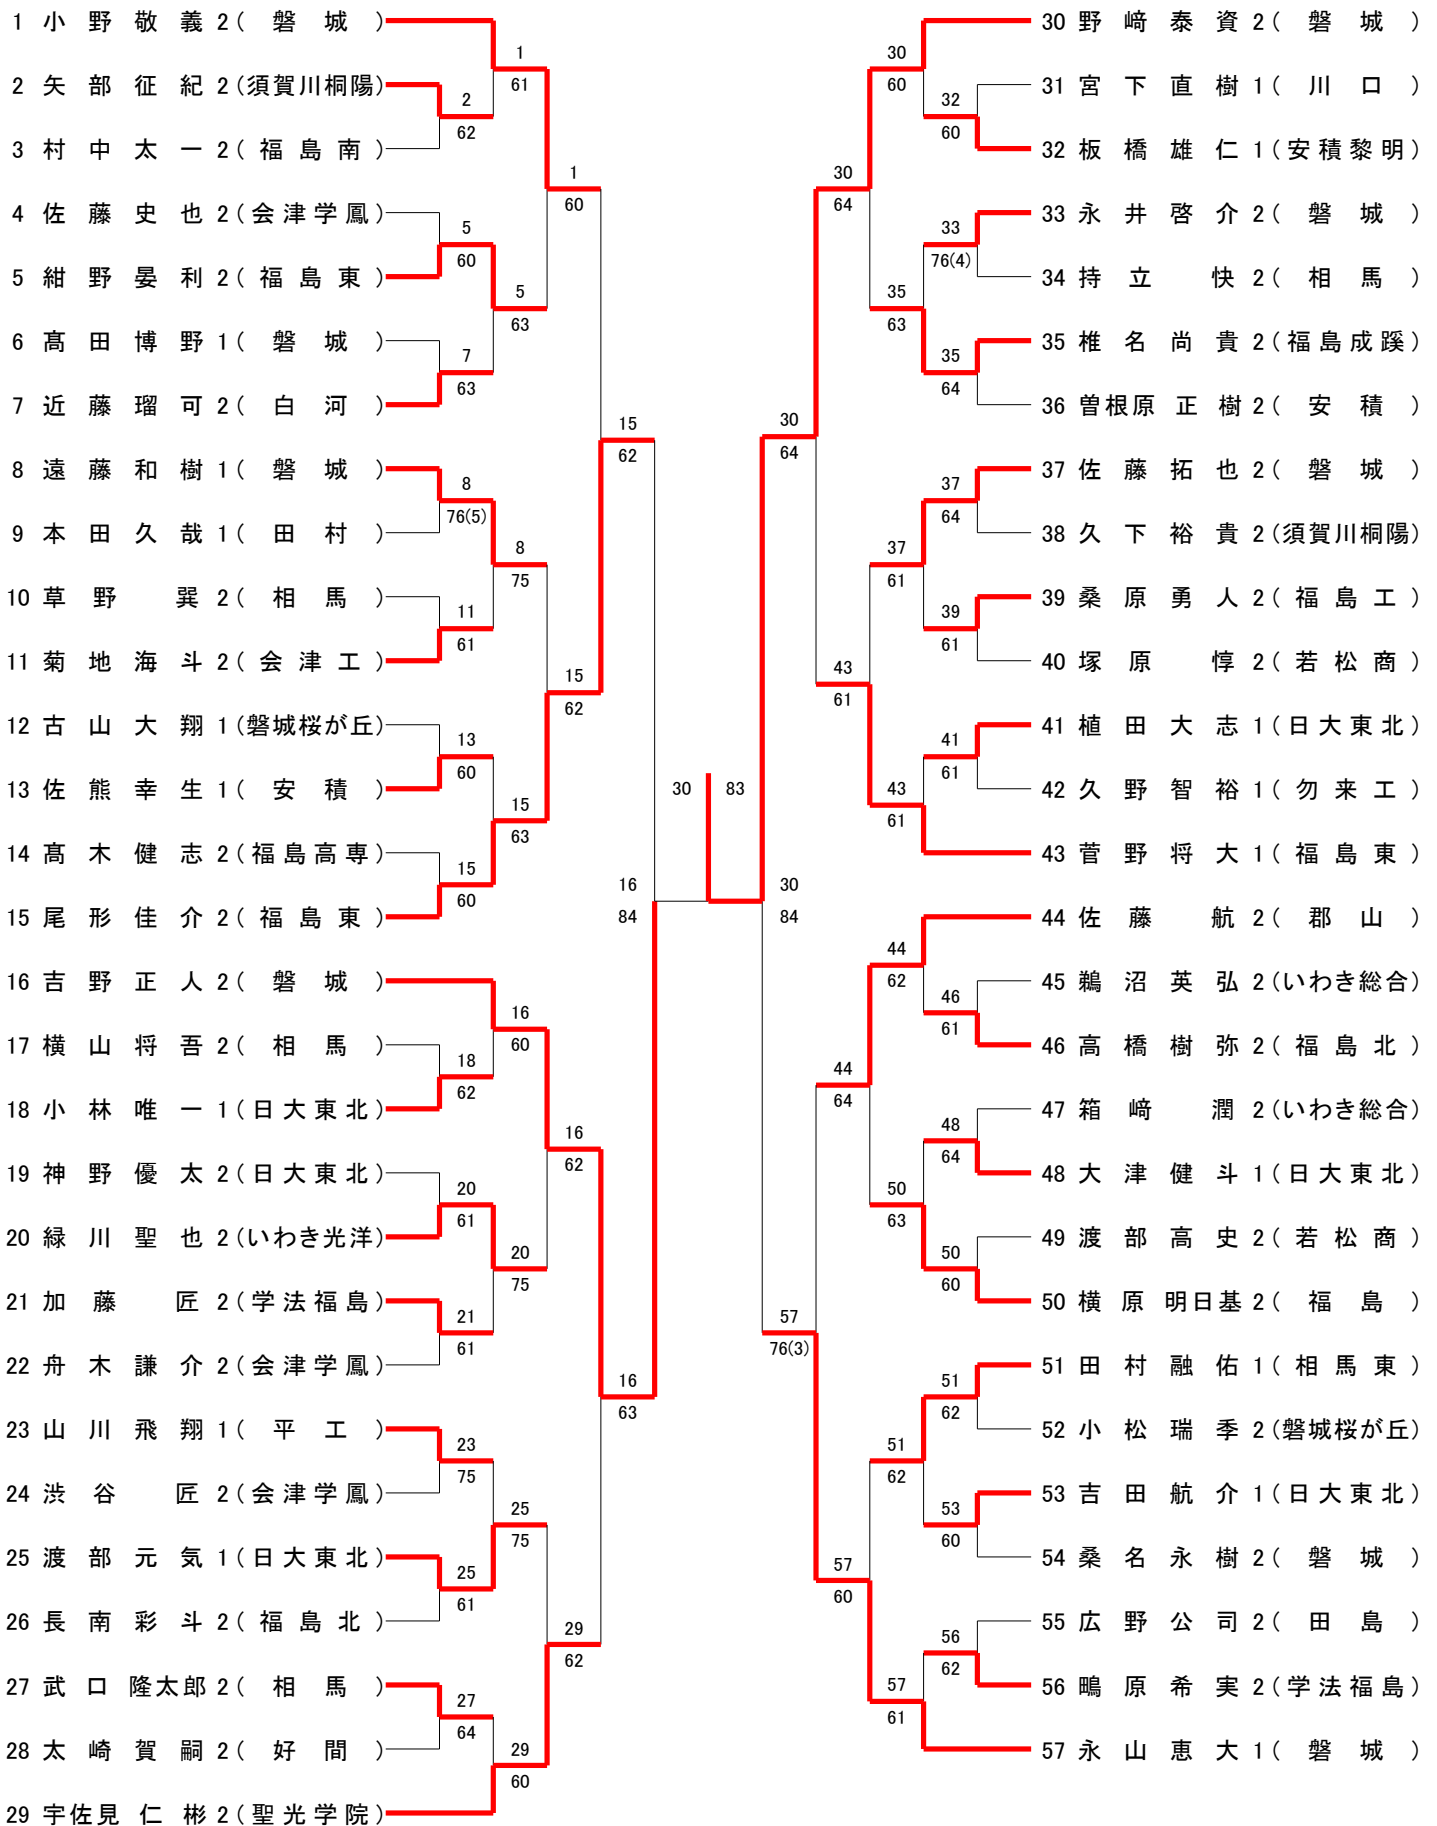 1 小野敬義 2(磐城)
2 矢部征紀 2(須賀川桐陽)
3 村中太一 2(福島南)
4 佐藤史也 2(会津学鳳)
5 紺野晏利 2(福島東)
6 髙田博野 1(磐城)
7 近藤瑠可 2(白河)
8 遠藤和樹 1(磐城)
9 本田久哉 1(田村)
10 草野巽 2(相馬)
11 菊地海斗 2(会津工)
12 古山大翔 1(磐城桜が丘)
13 佐熊幸生 1(安積)
14 髙木健志 2(福島高専)
15 尾形佳介 2(福島東)
16 吉野正人 2(磐城)
17 横山将吾 2(相馬)
18 小林唯一 1(日大東北)
19 神野優太 2(日大東北)
20 緑川聖也 2(いわき光洋)
21 加藤匠 2(学法福島)
22 舟木謙介 2(会津学鳳)
23 山川飛翔 1(平工)
24 渋谷匠 2(会津学鳳)
25 渡部元気 1(日大東北)
26 長南彩斗 2(福島北)
27 武口隆太郎 2(相馬)
28 太崎賀嗣 2(好間)
29 宇佐見仁彬 2(聖光学院)
2
62
5
60
7
63
8
76(5)
11
61
13
60
15
60
18
62
20
61
21
61
23
75
25
61
27
64
1
61
5
63
8
75
15
63
16
60
20
75
25
75
29
60
1
60
15
62
16
62
29
62
15
62
16
63
16
84
30
83
30
84
30
64
57
76(3)
30
64
43
61
44
64
57
60
30
60
35
63
37
61
43
61
44
62
50
63
51
62
57
61
32
60
33
76(4)
35
64
37
64
39
61
41
61
46
61
48
64
50
60
51
62
53
60
56
62
30 野﨑泰資 2(磐城)
31 宮下直樹 1(川口)
32 板橋雄仁 1(安積黎明)
33 永井啓介 2(磐城)
34 持立快 2(相馬)
35 椎名尚貴 2(福島成蹊)
36 曽根原正樹 2(安積)
37 佐藤拓也 2(磐城)
38 久下裕貴 2(須賀川桐陽)
39 桑原勇人 2(福島工)
40 塚原惇 2(若松商)
41 植田大志 1(日大東北)
42 久野智裕 1(勿来工)
43 菅野将大 1(福島東)
44 佐藤航 2(郡山)
45 鵜沼英弘 2(いわき総合)
46 高橋樹弥 2(福島北)
47 箱﨑潤 2(いわき総合)
48 大津健斗 1(日大東北)
49 渡部高史 2(若松商)
50 横原明日基 2(福島)
51 田村融佑 1(相馬東)
52 小松瑞季 2(磐城桜が丘)
53 吉田航介 1(日大東北)
54 桑名永樹 2(磐城)
55 広野公司 2(田島)
56 鴫原希実 2(学法福島)
57 永山恵大 1(磐城)